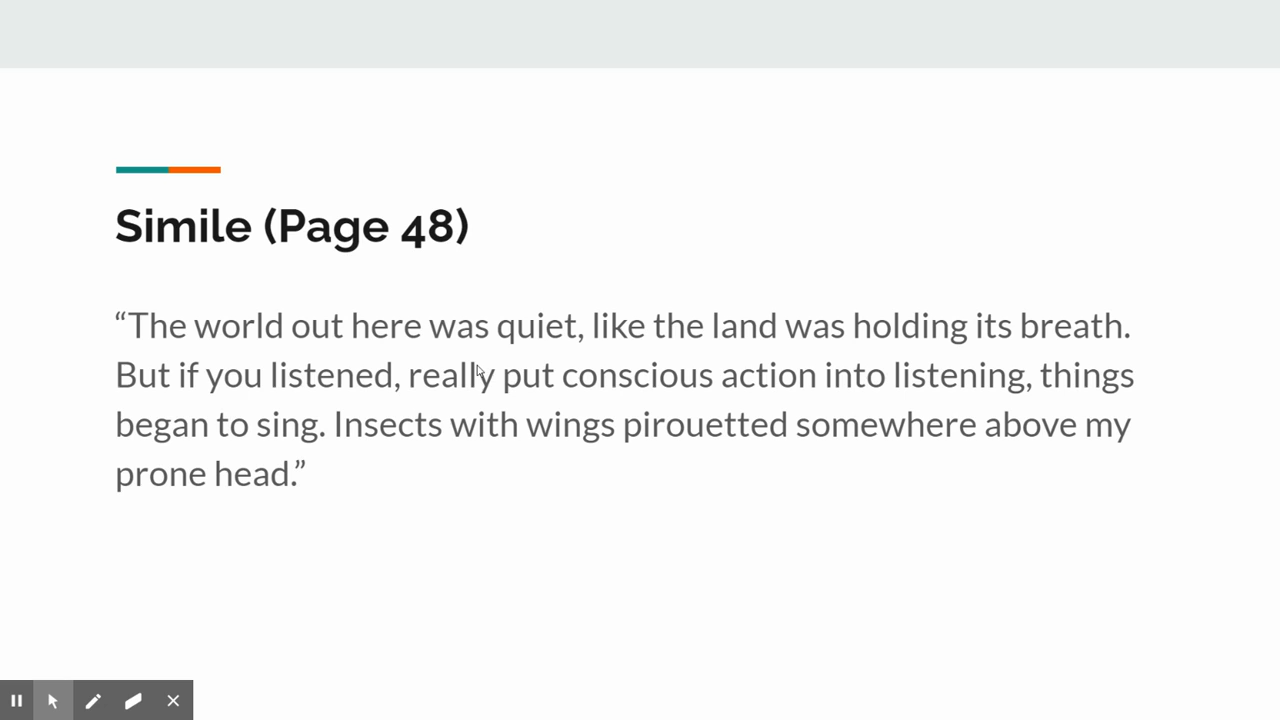 Simile (Page 48)
“The world out here was quiet, like the land was holding its breath.
But if you listened, really put conscious action into listening, things
began to sing. Insects with wings pirouetted somewhere above my
prone head.”